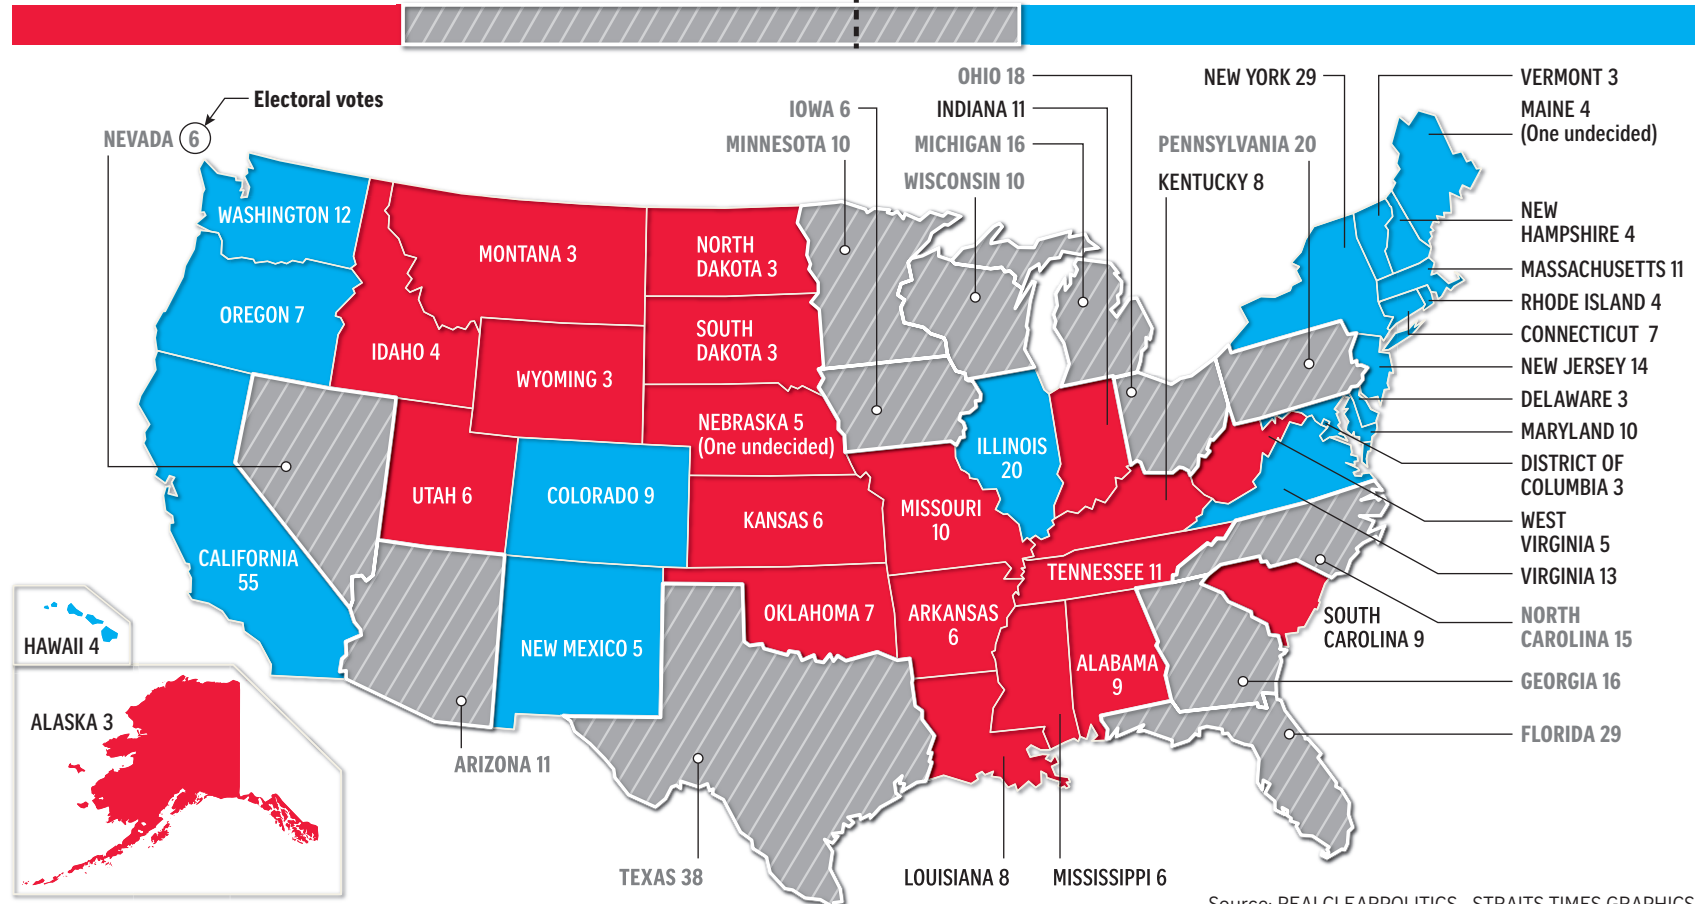 OHIO 18
NEW YORK 29
VERMONT 3
Electoral votes
IOWA 6
INDIANA 11
MAINE 4
(One undecided)
NEVADA 6
MINNESOTA 10
MICHIGAN 16
PENNSYLVANIA 20
WISCONSIN 10
KENTUCKY 8
WASHINGTON 12
NEW
HAMPSHIRE 4
MONTANA 3
NORTH
DAKOTA 3
MASSACHUSETTS 11
OREGON 7
RHODE ISLAND 4
SOUTH
DAKOTA 3
CONNECTICUT 7
IDAHO 4
NEW JERSEY 14
WYOMING 3
DELAWARE 3
NEBRASKA 5
(One undecided)
MARYLAND 10
ILLINOIS
20
DISTRICT OF
COLUMBIA 3
UTAH 6
COLORADO 9
KANSAS 6
MISSOURI
10
WEST
VIRGINIA 5
CALIFORNIA
55
TENNESSEE 11
VIRGINIA 13
OKLAHOMA 7
ARKANSAS
6
SOUTH
CAROLINA 9
NORTH
CAROLINA 15
HAWAII 4
NEW MEXICO 5
ALABAMA
9
GEORGIA 16
ALASKA 3
FLORIDA 29
ARIZONA 11
TEXAS 38
LOUISIANA 8
MISSISSIPPI 6
Source: REALCLEARPOLITICS STRAITS TIMES GRAPHICS